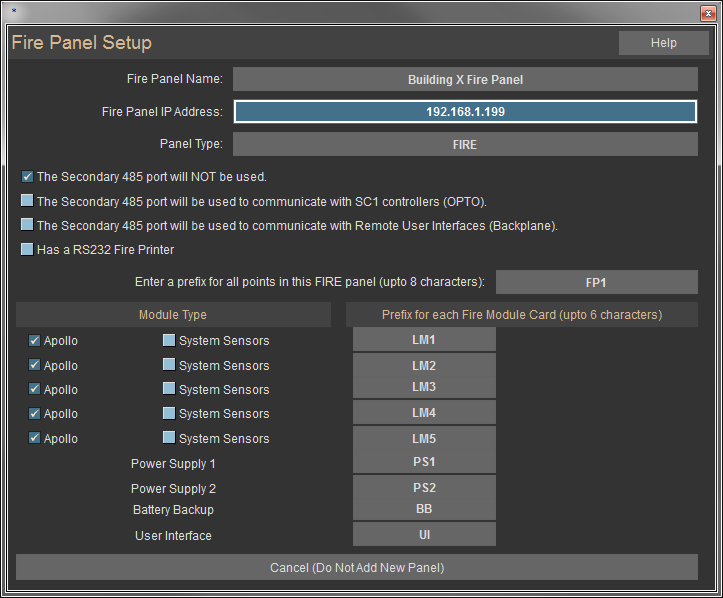 *
Fire Panel Setup
Help
Fire Panel Name: Building X Fire Panel
Fire Panel IP Address: 192.168.1.199
Panel Type: FIRE
The Secondary 485 port will NOT be used.
The Secondary 485 port will be used to communicate with SC1 controllers (OPTO).
The Secondary 485 port will be used to communicate with Remote User Interfaces (Backplane).
Has a RS232 Fire Printer
Enter a prefix for all points in this FIRE panel (upto 8 characters): FP1
Module Type Prefix for each Fire Module Card (upto 6 characters)
Apollo System Sensors LM1
Apollo System Sensors LM2
Apollo System Sensors LM3
Apollo System Sensors LM4
Apollo System Sensors LM5
Power Supply 1 PS1
Power Supply 2 PS2
Battery Backup BB
User Interface UI
Cancel (Do Not Add New Panel)